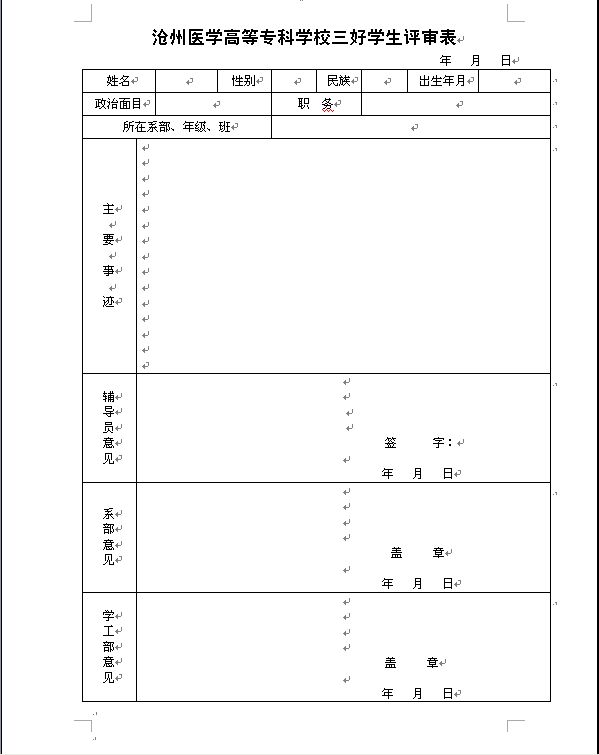 沧州医学高等专科学校三好学生评审表
年 月 日
姓名 性别 民族 出生年月
政治面目 职 务
所在系部、年级、班
主
要
事
迹
辅
导
员
意
见
签 字：
年 月 日
系
部
意
见
盖 章
年 月 日
学
工
部
意
见
盖 章
年 月 日